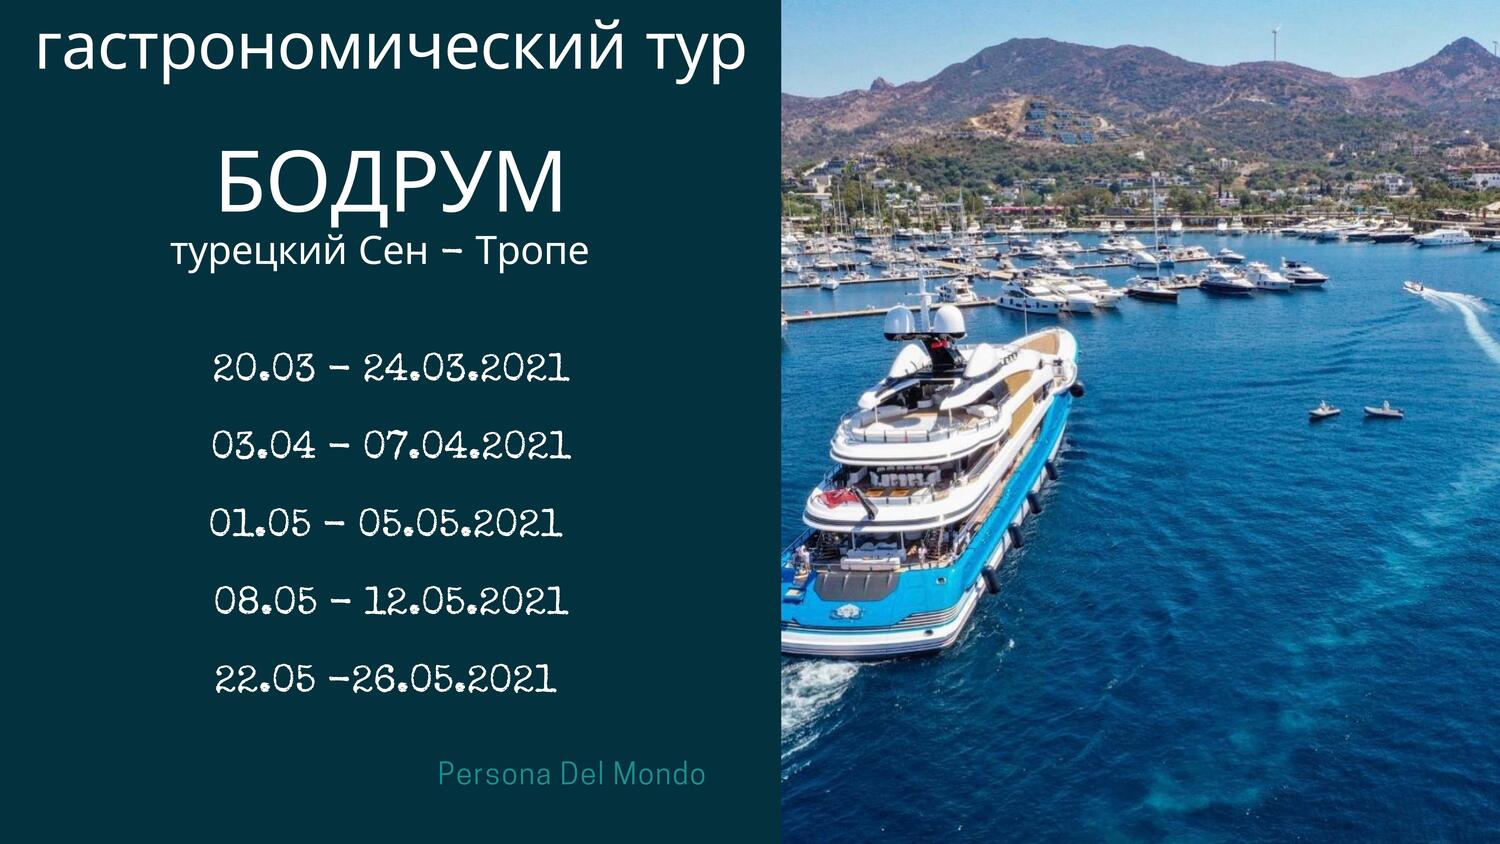 гастрономический тур
БОДРУМ
турецкий Сен – Тропе
20.03 – 24.03.2021
03.04 – 07.04.2021
01.05 – 05.05.2021
08.05 – 12.05.2021
22.05 –26.05.2021
Persona Del Mondo